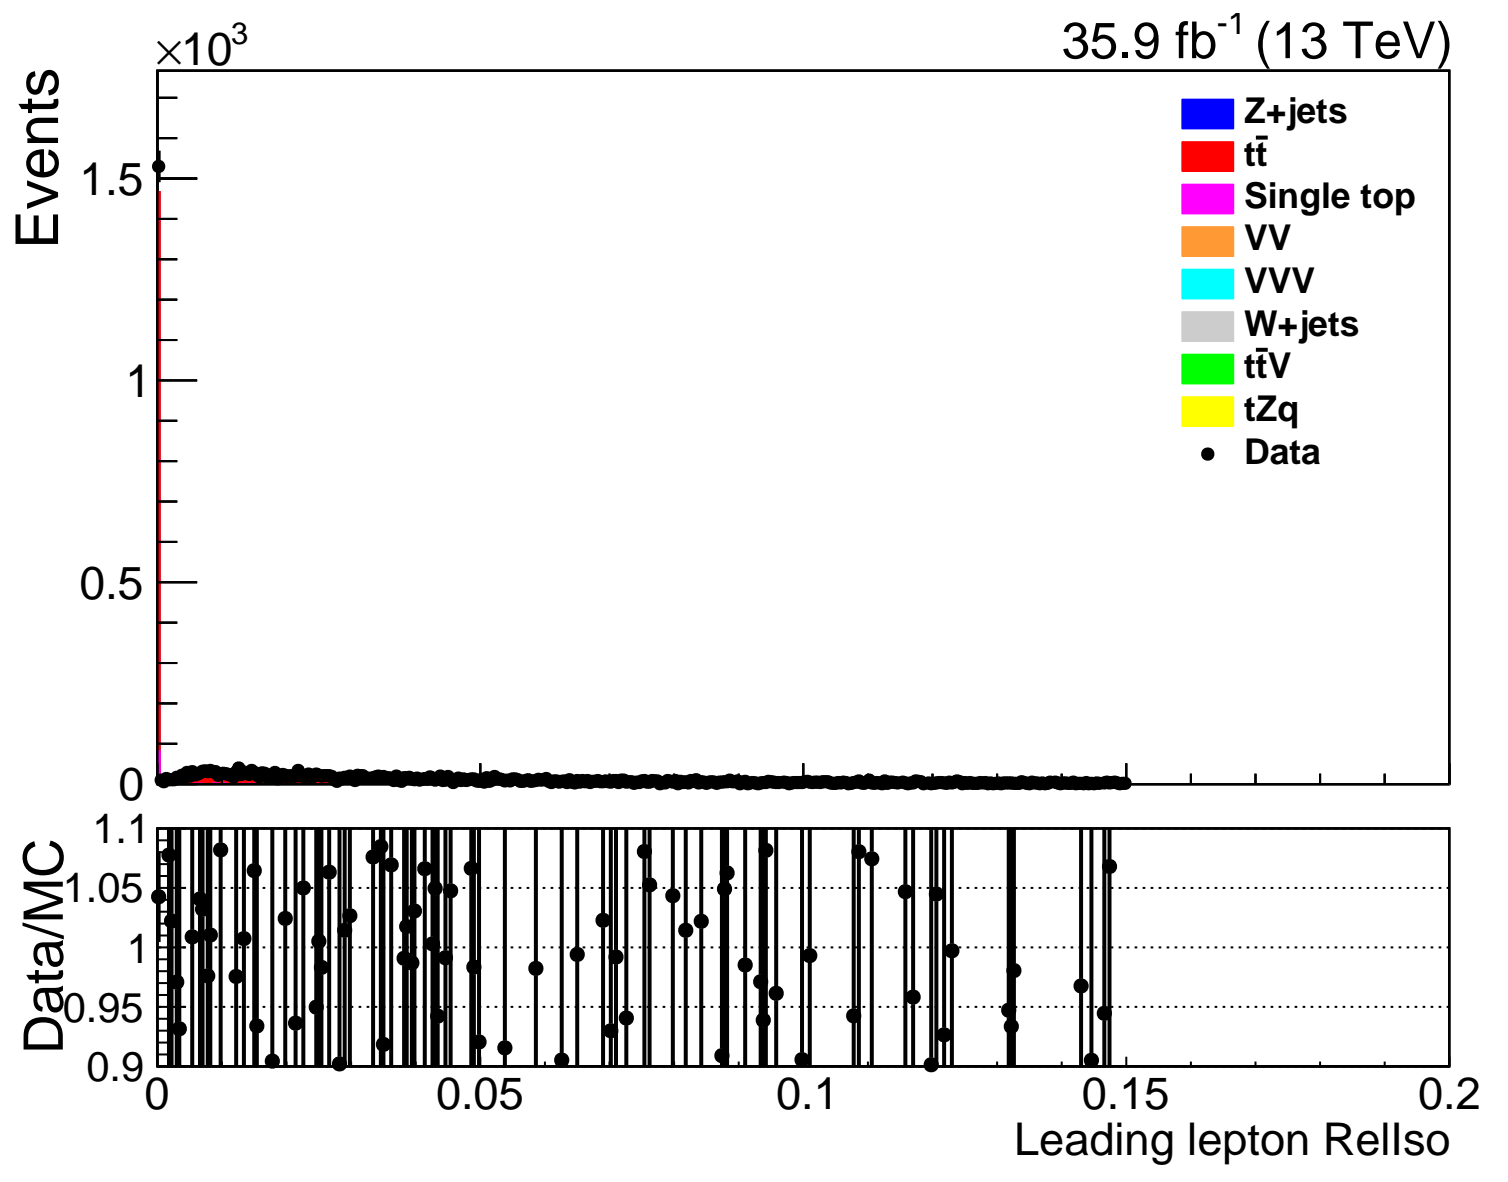 ×10³
35.9 fb⁻¹ (13 TeV)
Events
1.5
1
0.5
0
Z+jets
tt̄
Single top
VV
VVV
W+jets
tt̄V
tZq
Data
Data/MC
1.1
1.05
1
0.95
0.9
0 0.05 0.1 0.15 0.2
Leading lepton RelIso